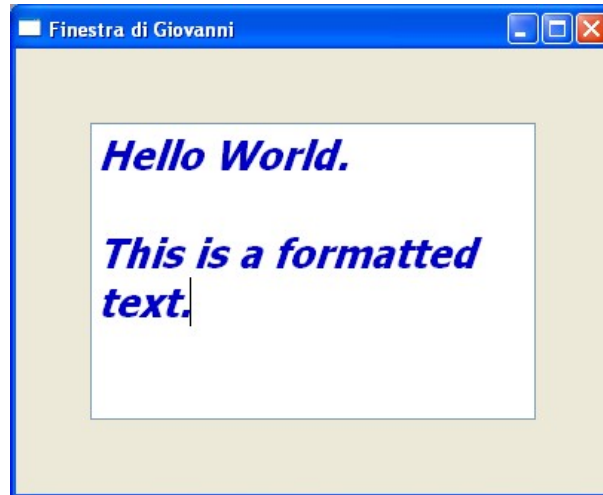 Finestra di Giovanni
Hello World.
This is a formatted
text.